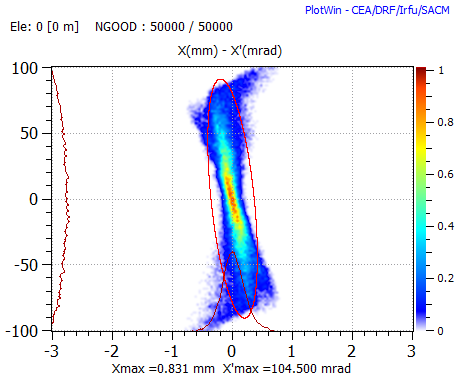 PlotWin - CEA/DRF/Irfu/SACM
Ele: 0 [0 m] NGOOD : 50000 / 50000
X(mm) - X'(mrad)
100
50
0
-50
-100
1
0.8
0.6
0.4
0.2
0
-3 -2 -1 0 1 2 3
Xmax =0.831 mm X'max =104.500 mrad